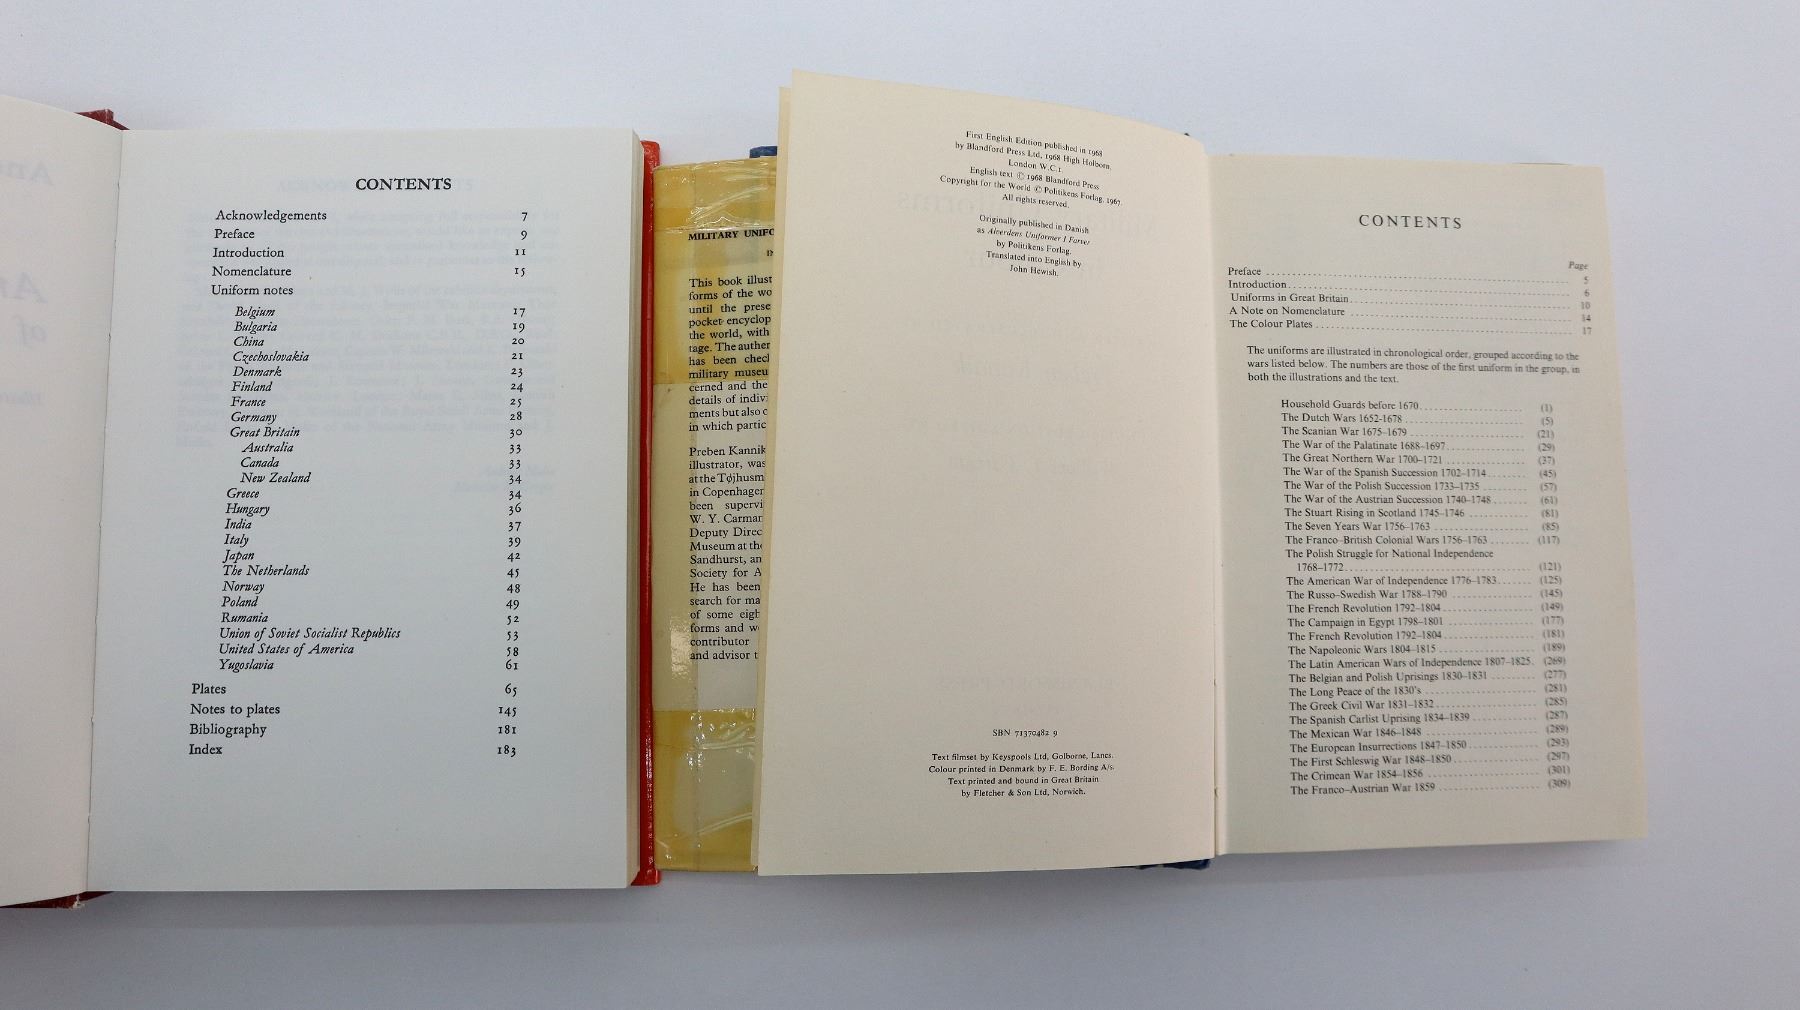 CONTENTS
Acknowledgements 7
Preface 9
Introduction 11
Nomenclature 15
Uniform notes
Belgium 17
Bulgaria 19
China 20
Czechoslovakia 21
Denmark 23
Finland 24
France 25
Germany 28
Great Britain 30
Australia 33
Canada 33
New Zealand 34
Greece 34
Hungary 36
India 37
Italy 39
Japan 42
The Netherlands 45
Norway 48
Poland 49
Rumania 52
Union of Soviet Socialist Republics 53
United States of America 58
Yugoslavia 61
Plates 65
Notes to plates 145
Bibliography 181
Index 183
MILITARY UNIFO
This book illust
forms of the wo
until the prese
pocket encyclop
the world, with
tage. The authen
has been checl
military museu
cerned and the
details of indiv
ments but also c
in which partic
Preben Kannik
illustrator, was
at the Tøjhusm
in Copenhagen
been supervi
W. Y. Carman
Deputy Direc
Museum at the
Sandhurst, an
Society for A
He has been
search for ma
of some eigh
forms and w
contributor
and advisor t
First English Edition published in 1968
by Blandford Press Ltd, 1968 High Holborn,
London W.C.1.
English text © 1968 Blandford Press
Copyright for the World © Politikens Forlag, 1967.
All rights reserved.
Originally published in Danish
as Alverdens Uniformer I Farver
by Politikens Forlag.
Translated into English by
John Hewish.
SBN 71370482 9
Text filmset by Keyspools Ltd, Golborne, Lancs.
Colour printed in Denmark by F. E. Bording A/s.
Text printed and bound in Great Britain
by Fletcher & Son Ltd, Norwich.
CONTENTS
Page
Preface 5
Introduction 6
Uniforms in Great Britain 10
A Note on Nomenclature 14
The Colour Plates 17
The uniforms are illustrated in chronological order, grouped according to the
wars listed below. The numbers are those of the first uniform in the group, in
both the illustrations and the text.
Household Guards before 1670 (1)
The Dutch Wars 1652-1678 (5)
The Scanian War 1675-1679 (21)
The War of the Palatinate 1688-1697 (29)
The Great Northern War 1700-1721 (37)
The War of the Spanish Succession 1702-1714 (45)
The War of the Polish Succession 1733-1735 (57)
The War of the Austrian Succession 1740-1748 (61)
The Stuart Rising in Scotland 1745-1746 (81)
The Seven Years War 1756-1763 (85)
The Franco-British Colonial Wars 1756-1763 (117)
The Polish Struggle for National Independence
1768-1772 (121)
The American War of Independence 1776-1783 (125)
The Russo-Swedish War 1788-1790 (145)
The French Revolution 1792-1804 (149)
The Campaign in Egypt 1798-1801 (177)
The French Revolution 1792-1804 (181)
The Napoleonic Wars 1804-1815 (189)
The Latin American Wars of Independence 1807-1825. (269)
The Belgian and Polish Uprisings 1830-1831 (277)
The Long Peace of the 1830's (281)
The Greek Civil War 1831-1832 (285)
The Spanish Carlist Uprising 1834-1839 (287)
The Mexican War 1846-1848 (289)
The European Insurrections 1847-1850 (293)
The First Schleswig War 1848-1850 (297)
The Crimean War 1854-1856 (301)
The Franco-Austrian War 1859 (309)